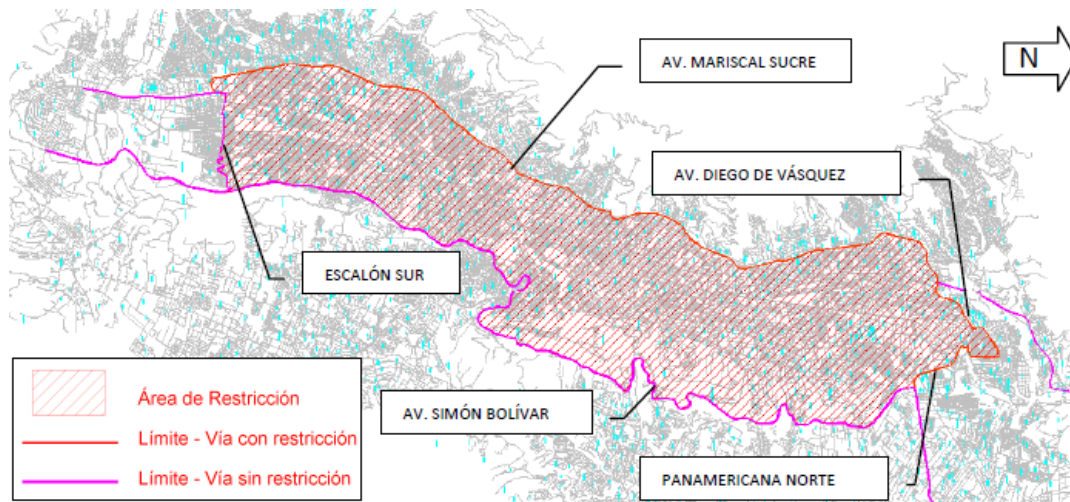 AV. MARISCAL SUCRE
N
AV. DIEGO DE VÁSQUEZ
ESCALÓN SUR
AV. SIMÓN BOLÍVAR
PANAMERICANA NORTE
Área de Restricción
Límite - Vía con restricción
Límite - Vía sin restricción